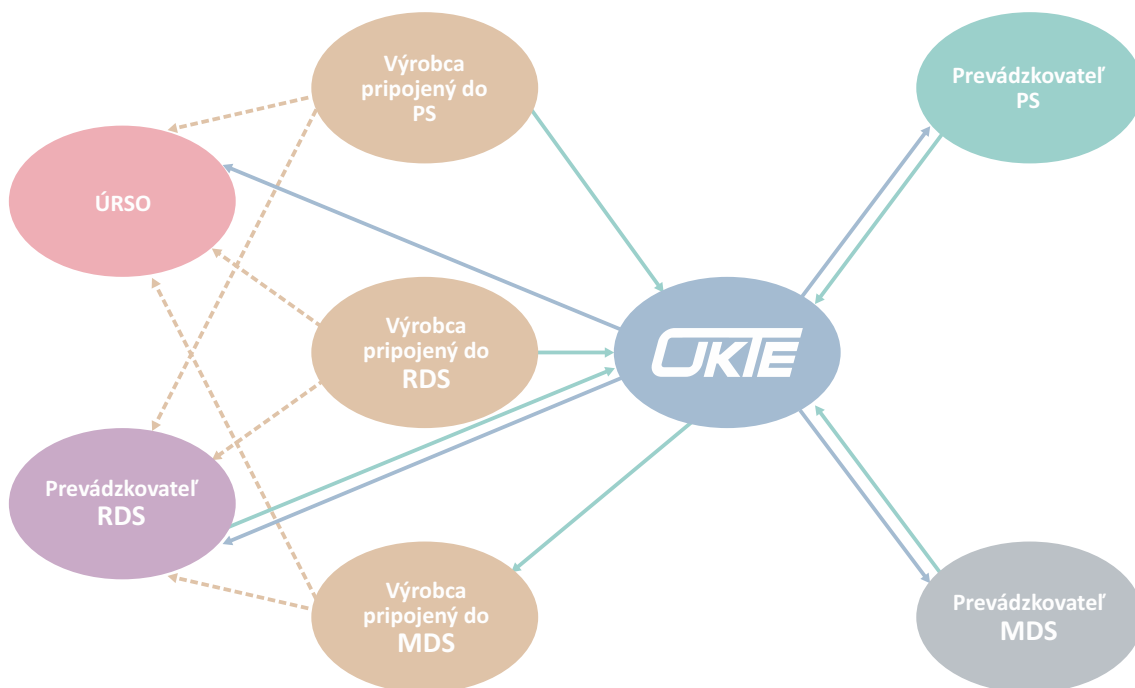 Výrobca
pripojený do
PS
Prevádzkovateľ
PS
ÚRSO
Výrobca
pripojený do
RDS
OKTE
Prevádzkovateľ
RDS
Výrobca
pripojený do
MDS
Prevádzkovateľ
MDS